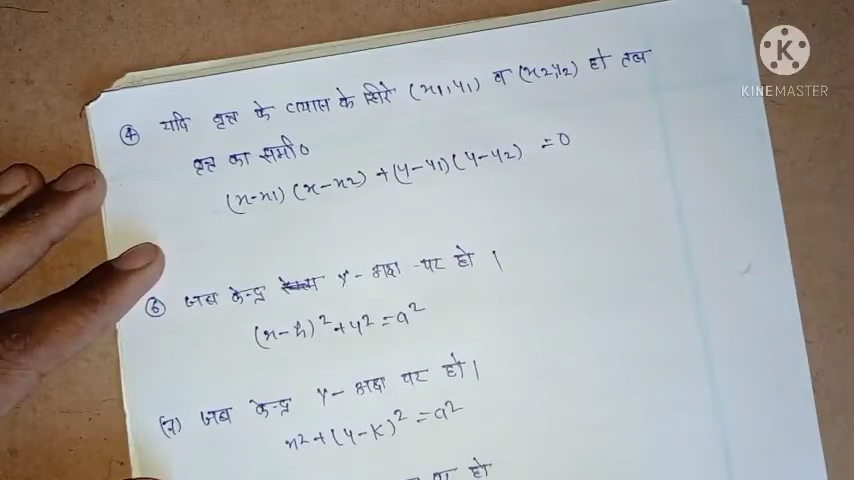 ④ यदि वृत्त के व्यास के सिरे (x1,y1) व (x2,y2) हो तब
वृत्त का समी०
(x-x1) (x-x2) + (y-y1) (y-y2) = 0
⑥ जब केन्द्र y-अक्ष पर हो ।
(x-h)² + y² = a²
(7) जब केन्द्र y-अक्ष पर हो ।
x² + (y-k)² = a²
हो
K
KINEMASTER